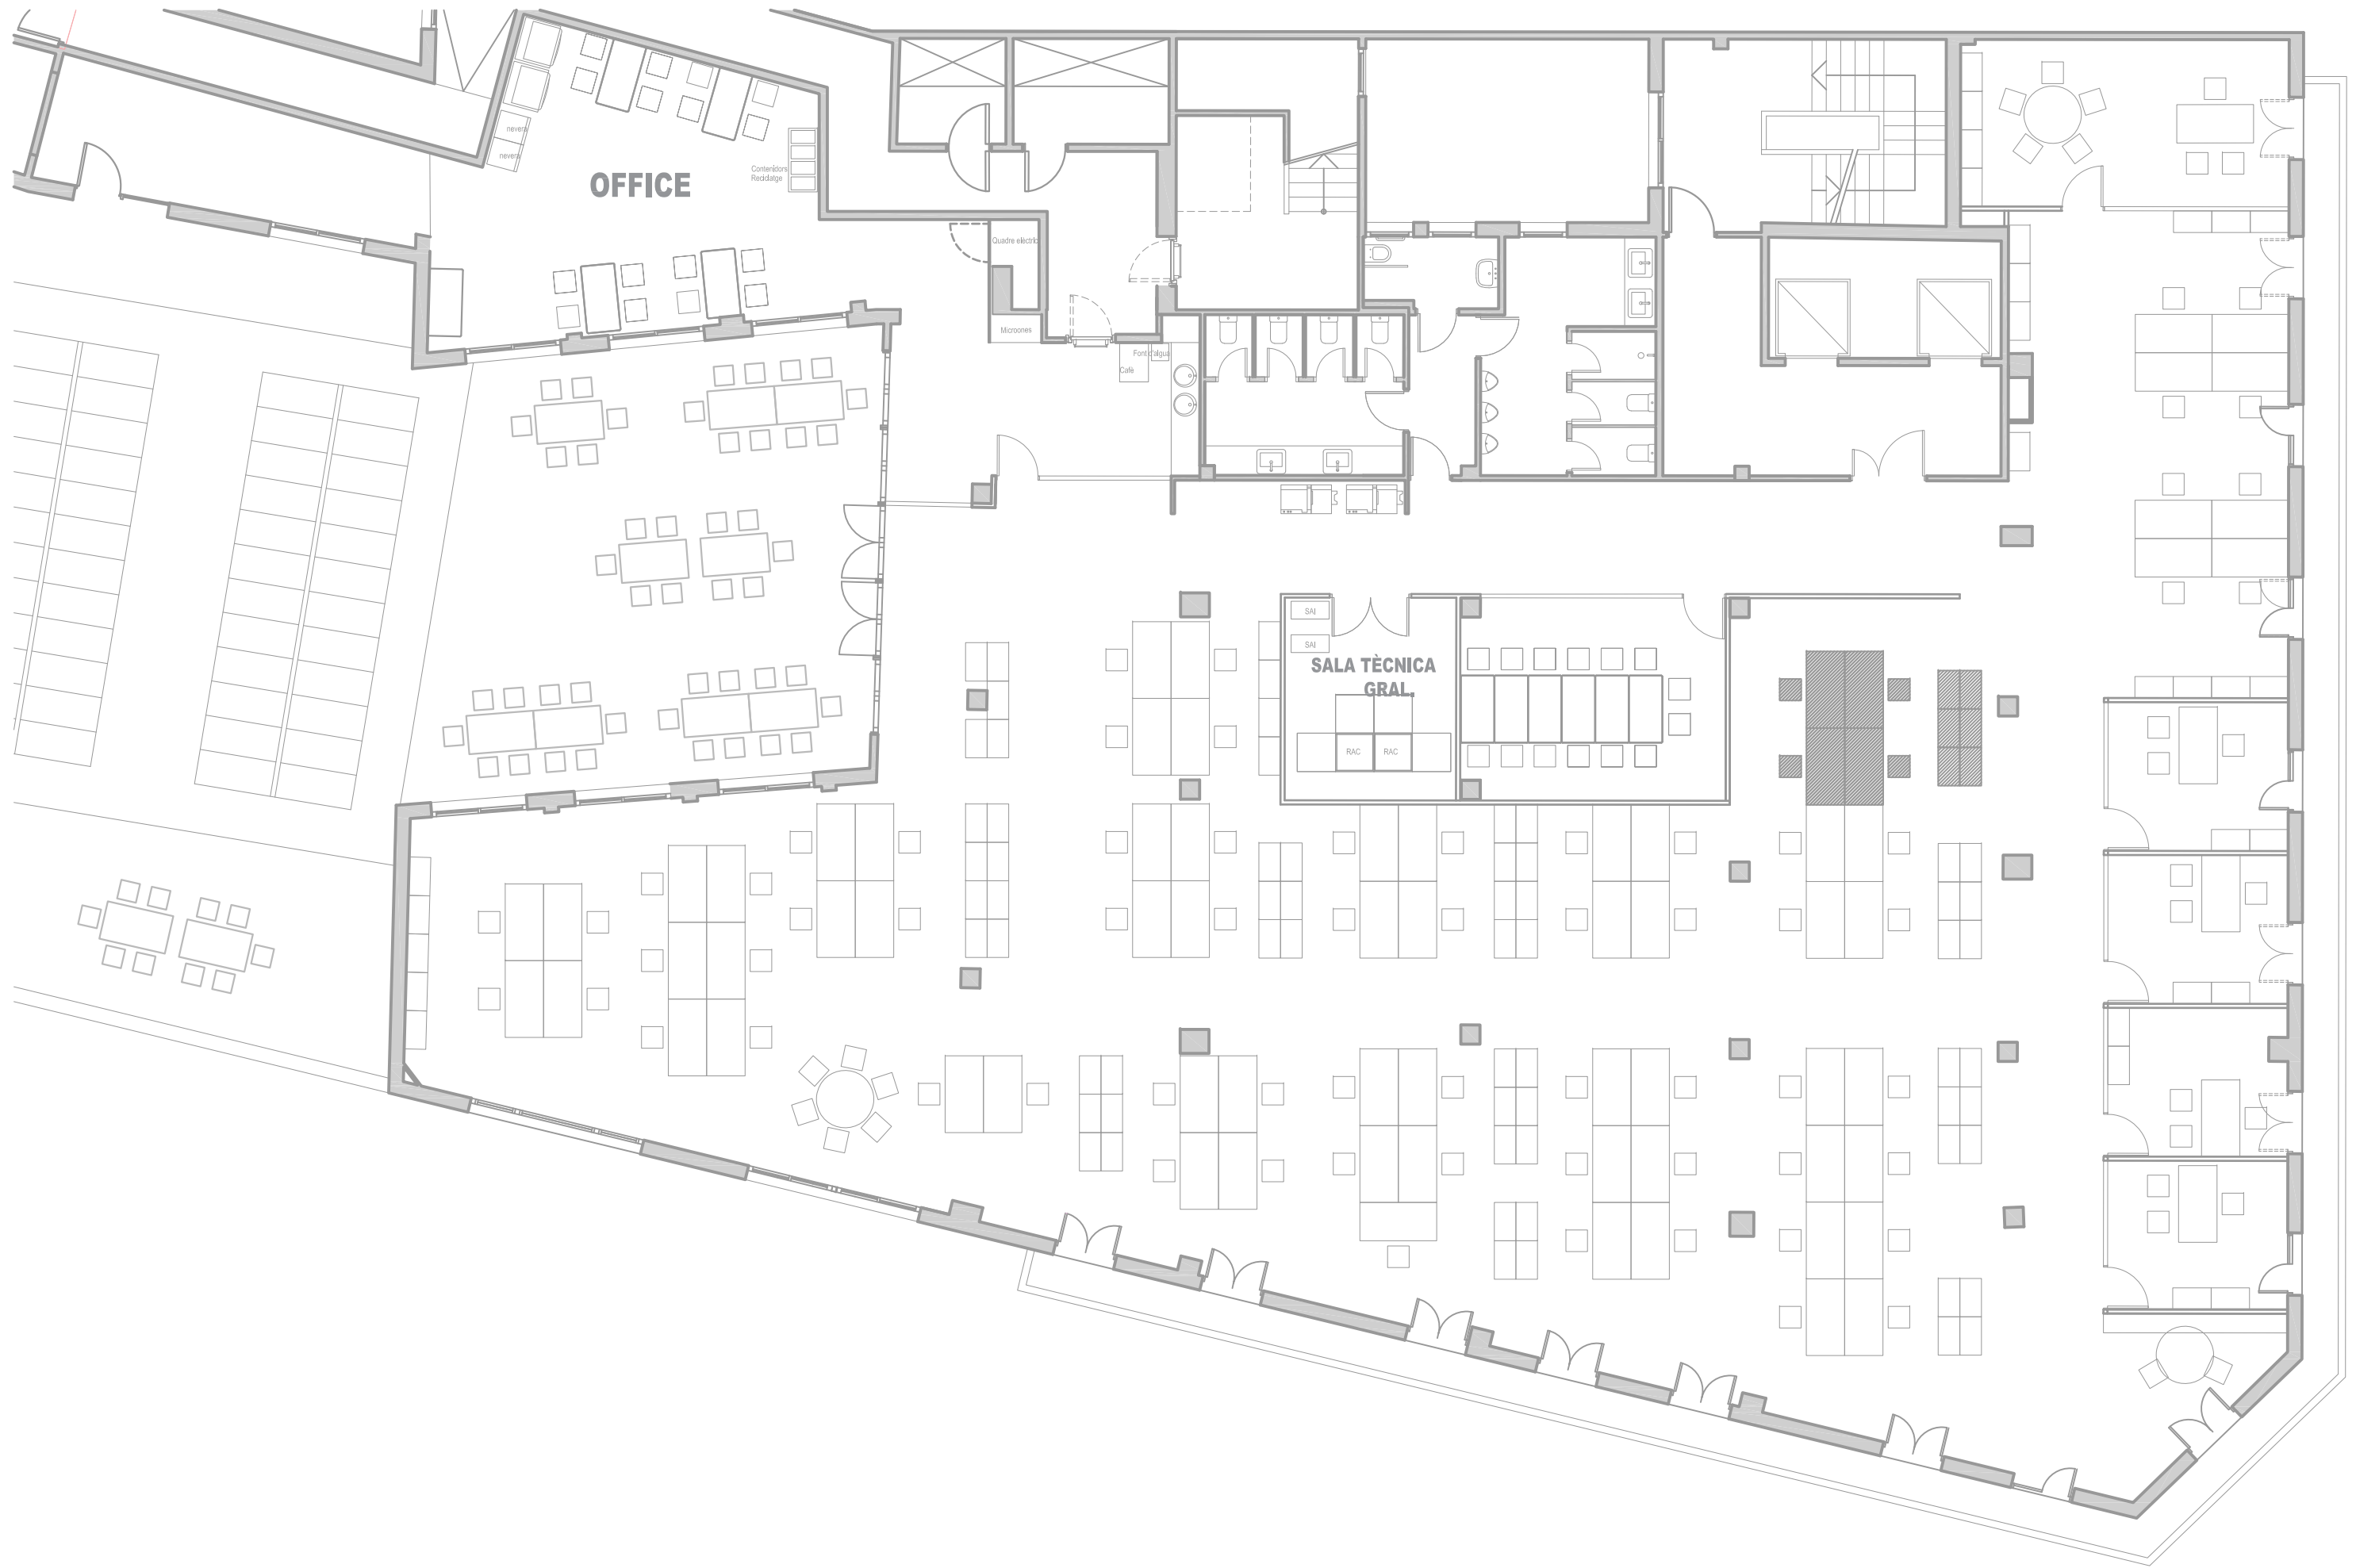 nevera
nevera
OFFICE
Contenidors
Reciclatge
Quadre elèctric
Microones
Font d'aigua
Cafè
SAI
SAI
SALA TÈCNICA
GRAL.
RAC
RAC